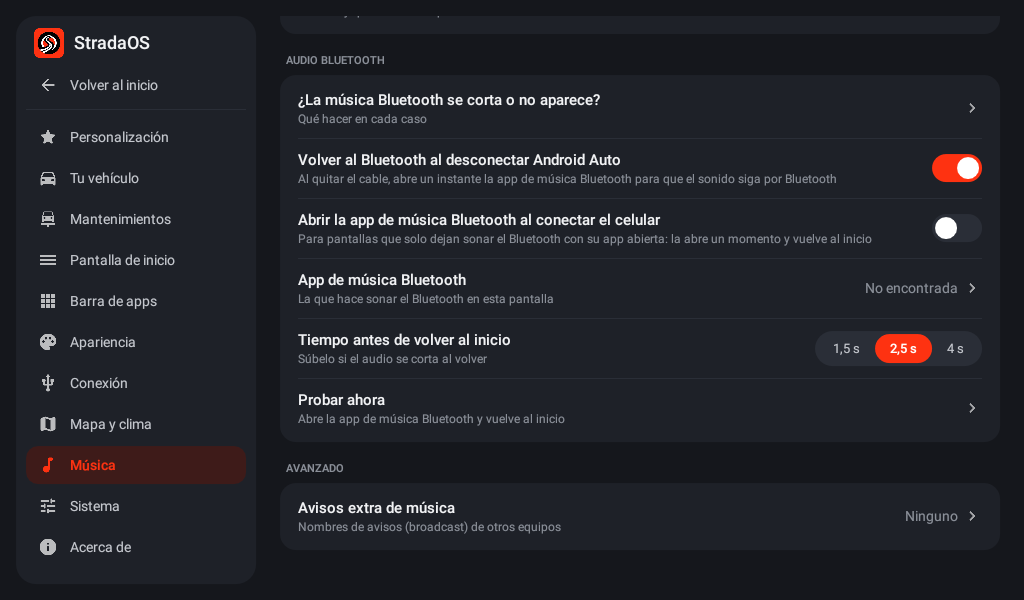 StradaOS
Volver al inicio
Personalización
Tu vehículo
Mantenimientos
Pantalla de inicio
Barra de apps
Apariencia
Conexión
Mapa y clima
Música
Sistema
Acerca de
AUDIO BLUETOOTH
¿La música Bluetooth se corta o no aparece?
Qué hacer en cada caso
Volver al Bluetooth al desconectar Android Auto
Al quitar el cable, abre un instante la app de música Bluetooth para que el sonido siga por Bluetooth
Abrir la app de música Bluetooth al conectar el celular
Para pantallas que solo dejan sonar el Bluetooth con su app abierta: la abre un momento y vuelve al inicio
App de música Bluetooth
La que hace sonar el Bluetooth en esta pantalla
No encontrada
Tiempo antes de volver al inicio
Súbelo si el audio se corta al volver
1,5 s
2,5 s
4 s
Probar ahora
Abre la app de música Bluetooth y vuelve al inicio
AVANZADO
Avisos extra de música
Nombres de avisos (broadcast) de otros equipos
Ninguno